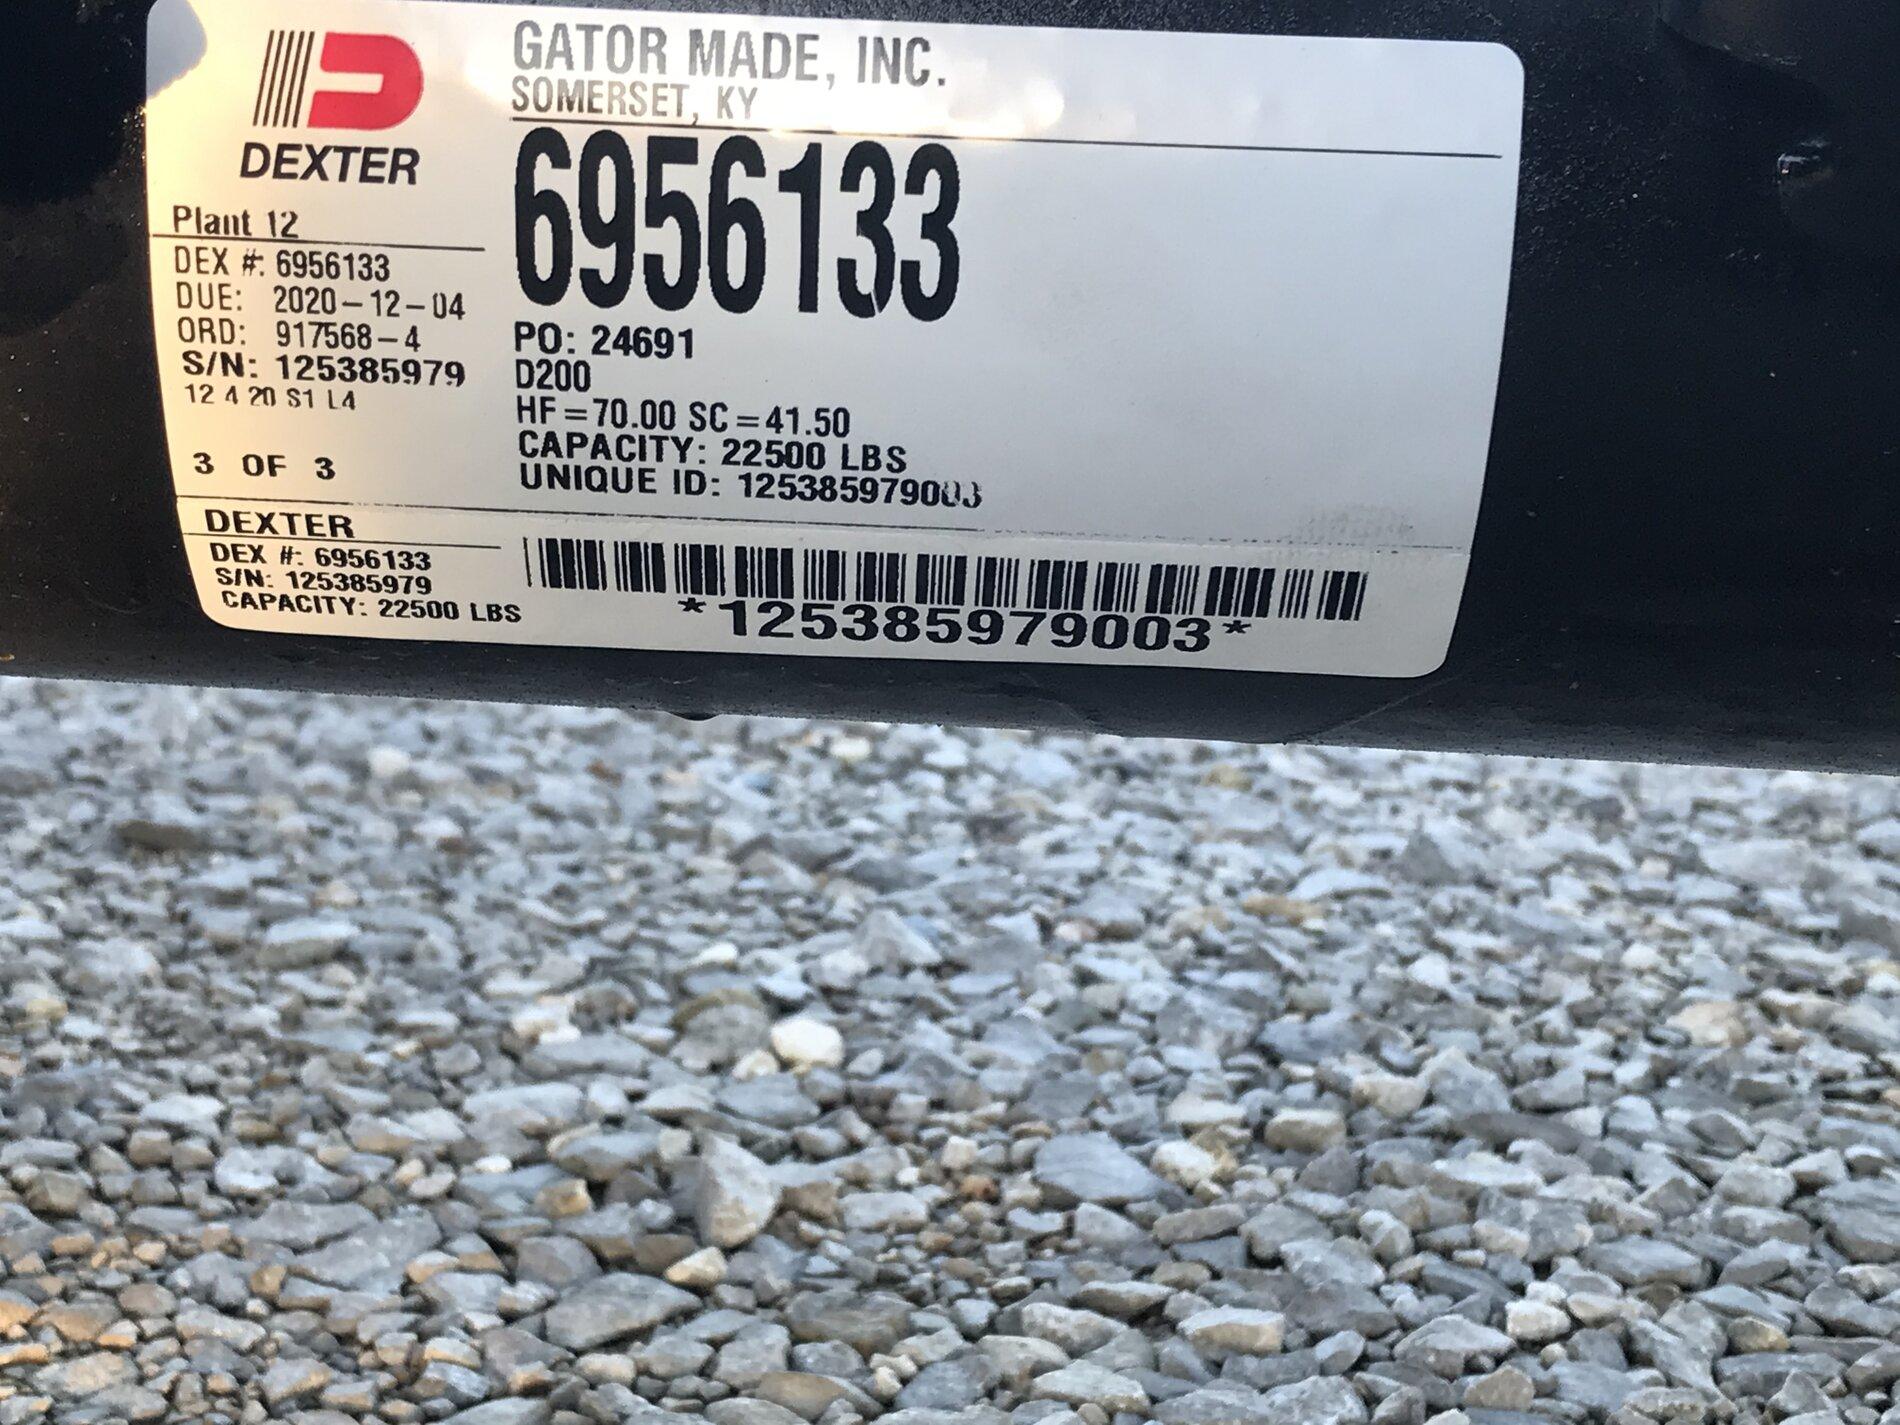 GATOR MADE, INC.
SOMERSET, KY
DEXTER
6956133
Plant 12
DEX #: 6956133
DUE: 2020-12-04
ORD: 917568-4
S/N: 125385979
12 4 20 S1 L4
3 OF 3
PO: 24691
D200
HF=70.00 SC=41.50
CAPACITY: 22500 LBS
UNIQUE ID: 125385979003
DEXTER
DEX #: 6956133
S/N: 125385979
CAPACITY: 22500 LBS
*125385979003*